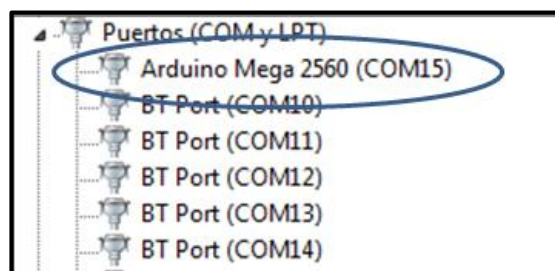 Puertos (COM y LPT)
Arduino Mega 2560 (COM15)
BT Port (COM10)
BT Port (COM11)
BT Port (COM12)
BT Port (COM13)
BT Port (COM14)